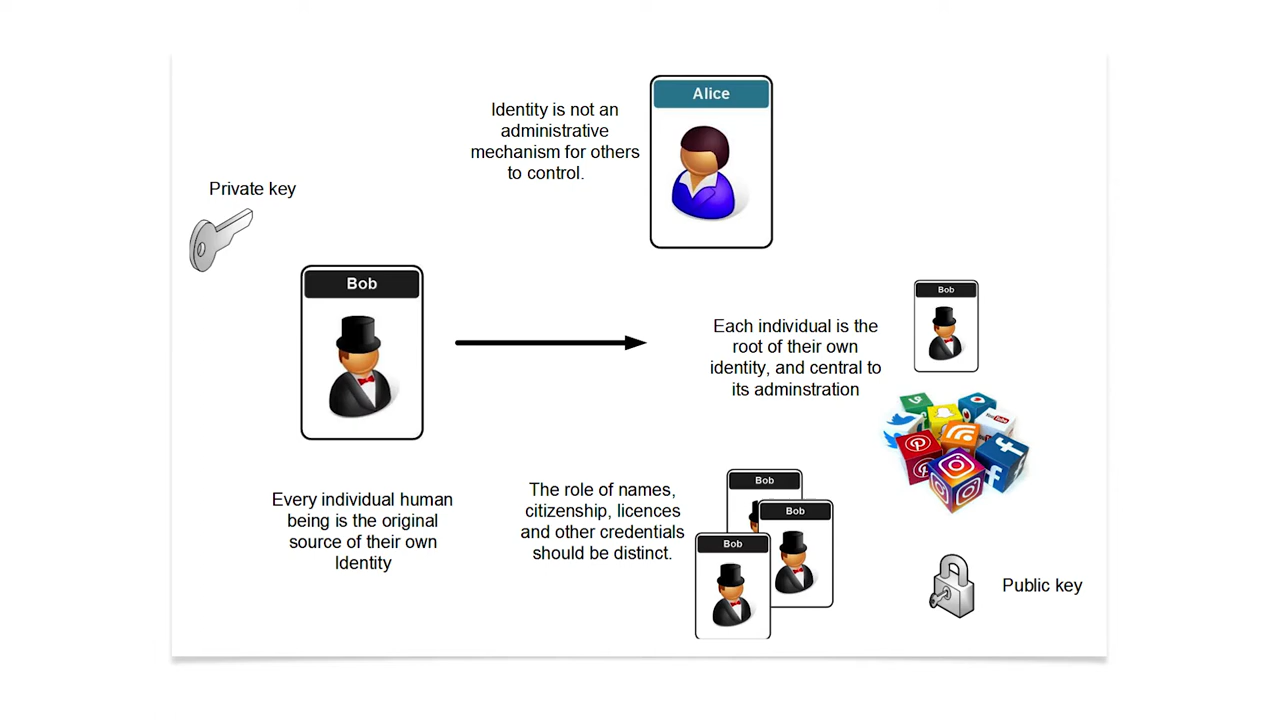 Alice
Identity is not an
administrative
mechanism for others
to control.
Private key
Bob
Bob
Each individual is the
root of their own
identity, and central to
its adminstration
Every individual human
being is the original
source of their own
Identity
The role of names,
citizenship, licences
and other credentials
should be distinct.
Bob
Bob
Bob
Public key